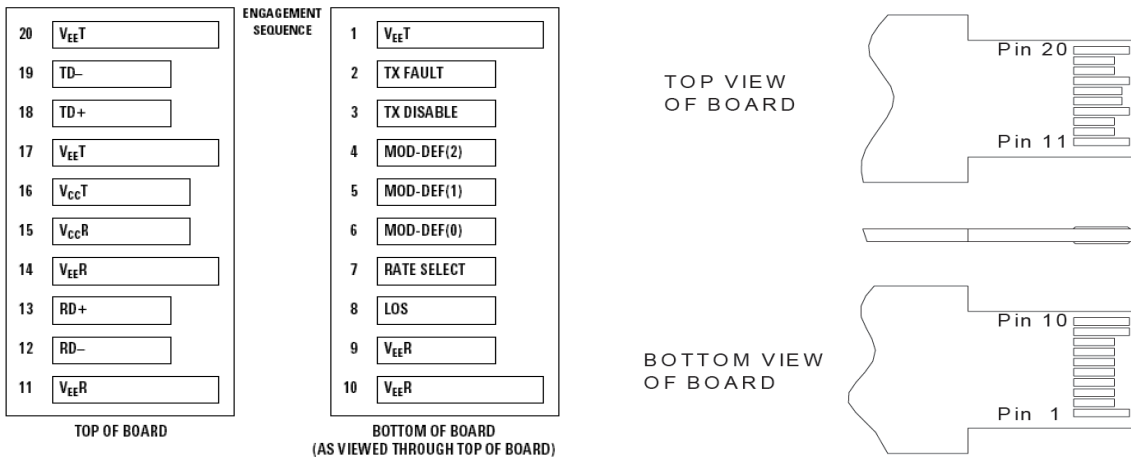 ENGAGEMENT
SEQUENCE
20 VEET
19 TD–
18 TD+
17 VEET
16 VCCT
15 VCCR
14 VEER
13 RD+
12 RD–
11 VEER
TOP OF BOARD
1 VEET
2 TX FAULT
3 TX DISABLE
4 MOD-DEF(2)
5 MOD-DEF(1)
6 MOD-DEF(0)
7 RATE SELECT
8 LOS
9 VEER
10 VEER
BOTTOM OF BOARD
(AS VIEWED THROUGH TOP OF BOARD)
TOP VIEW
OF BOARD
Pin 20
Pin 11
BOTTOM VIEW
OF BOARD
Pin 10
Pin 1